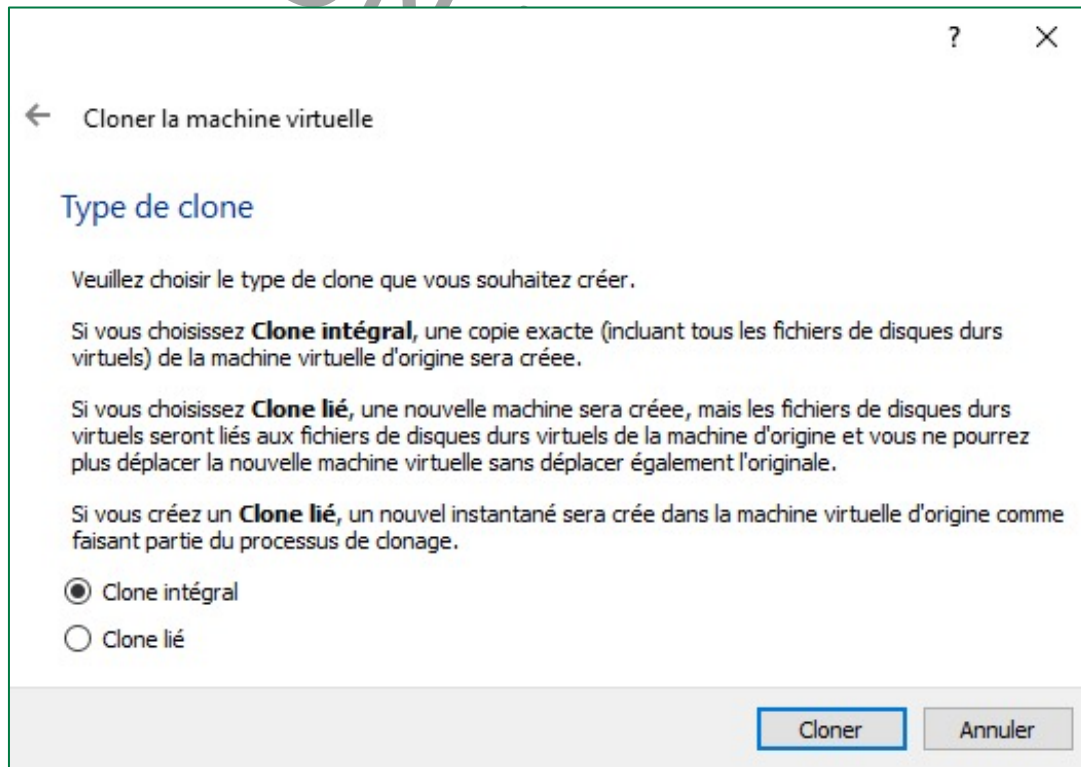 ?
Cloner la machine virtuelle
Type de clone
Veuillez choisir le type de clone que vous souhaitez créer.
Si vous choisissez Clone intégral, une copie exacte (incluant tous les fichiers de disques durs
virtuels) de la machine virtuelle d'origine sera créee.
Si vous choisissez Clone lié, une nouvelle machine sera créee, mais les fichiers de disques durs
virtuels seront liés aux fichiers de disques durs virtuels de la machine d'origine et vous ne pourrez
plus déplacer la nouvelle machine virtuelle sans déplacer également l'originale.
Si vous créez un Clone lié, un nouvel instantané sera crée dans la machine virtuelle d'origine comme
faisant partie du processus de clonage.
Clone intégral
Clone lié
Cloner Annuler